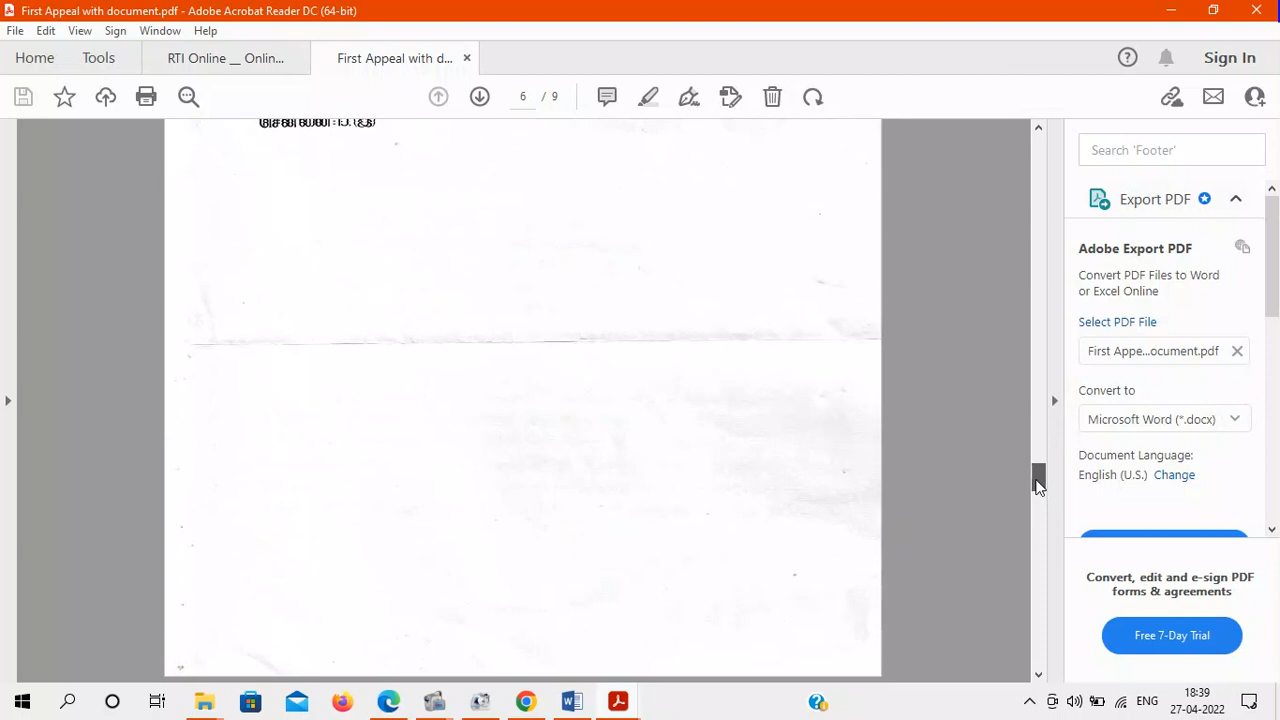 First Appeal with document.pdf - Adobe Acrobat Reader DC (64-bit)
File Edit View Sign Window Help
Home Tools RTI Online __ Onlin... First Appeal with d... × Sign In
6 / 9
Search 'Footer'
Export PDF
Adobe Export PDF
Convert PDF Files to Word
or Excel Online
Select PDF File
First Appe...ocument.pdf
Convert to
Microsoft Word (*.docx)
Document Language:
English (U.S.) Change
Convert, edit and e-sign PDF
forms & agreements
Free 7-Day Trial
ENG
18:39
27-04-2022